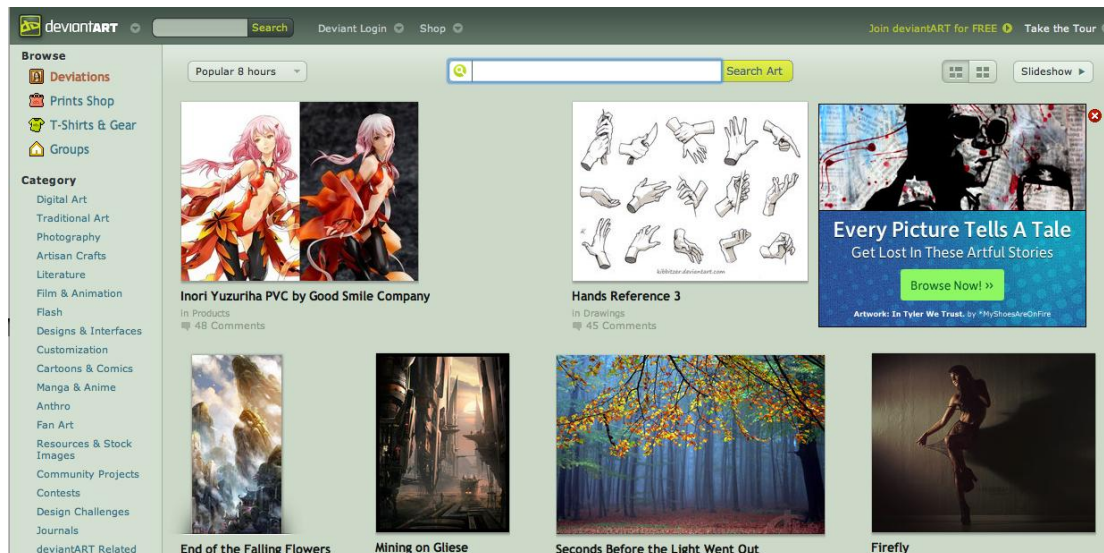 deviantART
Search
Deviant Login
Shop
Join deviantART for FREE
Take the Tour
Browse
Deviations
Prints Shop
T-Shirts & Gear
Groups
Category
Digital Art
Traditional Art
Photography
Artisan Crafts
Literature
Film & Animation
Flash
Designs & Interfaces
Customization
Cartoons & Comics
Manga & Anime
Anthro
Fan Art
Resources & Stock
Images
Community Projects
Contests
Design Challenges
Journals
deviantART Related
Popular 8 hours
Search Art
Slideshow
Inori Yuzuriha PVC by Good Smile Company
in Products
48 Comments
Hands Reference 3
in Drawings
45 Comments
Every Picture Tells A Tale
Get Lost In These Artful Stories
Browse Now! »
Artwork: In Tyler We Trust. by *MyShoesAreOnFire
End of the Falling Flowers
Mining on Gliese
Seconds Before the Light Went Out
Firefly